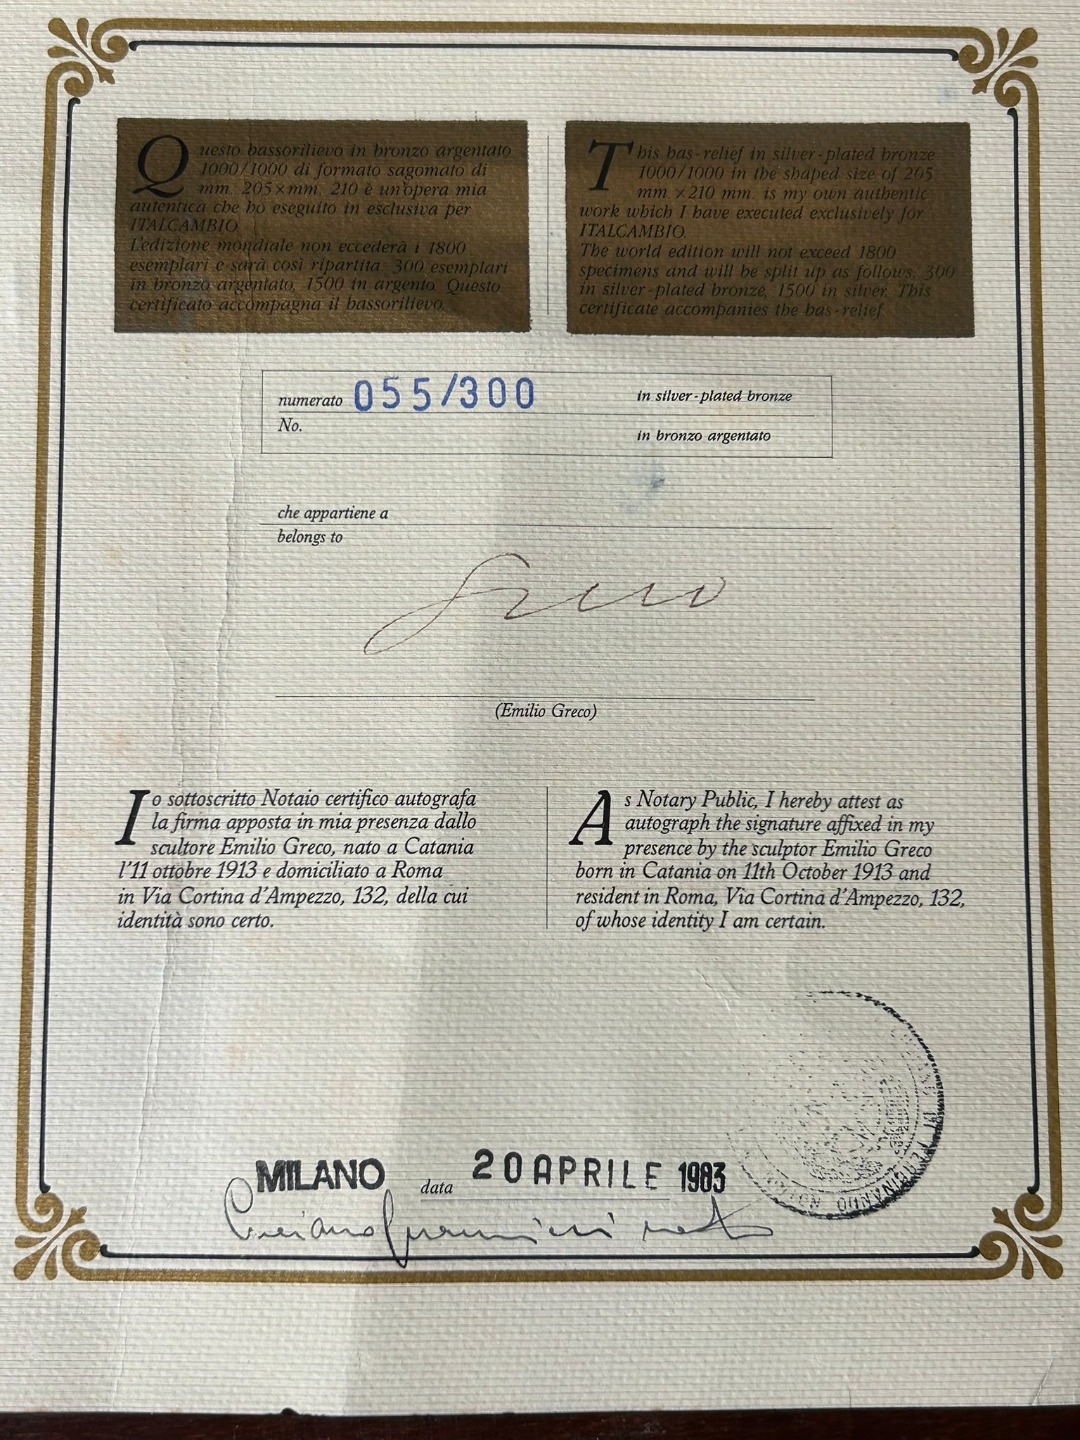 Questo bassorilievo in bronzo argentato
1000/1000 di formato sagomato di
mm. 205×mm. 210 è un'opera mia
autentica che ho eseguito in esclusiva per
ITALCAMBIO.
L'edizione mondiale non eccederà i 1800
esemplari e sarà così ripartita, 300 esemplari
in bronzo argentato, 1500 in argento. Questo
certificato accompagna il bassorilievo.
This bas-relief in silver-plated bronze
1000/1000 in the shaped size of 205
mm. ×210 mm. is my own authentic
work which I have executed exclusively for
ITALCAMBIO.
The world edition will not exceed 1800
specimens and will be split up as follows, 300
in silver-plated bronze, 1500 in silver. This
certificate accompanies the bas-relief.
numerato 055/300 in silver-plated bronze
No.
in bronzo argentato
che appartiene a
belongs to
Greco
(Emilio Greco)
Io sottoscritto Notaio certifico autografa
la firma apposta in mia presenza dallo
scultore Emilio Greco, nato a Catania
l'11 ottobre 1913 e domiciliato a Roma
in Via Cortina d'Ampezzo, 132, della cui
identità sono certo.
As Notary Public, I hereby attest as
autograph the signature affixed in my
presence by the sculptor Emilio Greco
born in Catania on 11th October 1913 and
resident in Roma, Via Cortina d'Ampezzo, 132,
of whose identity I am certain.
MILANO data 20 APRILE 1983